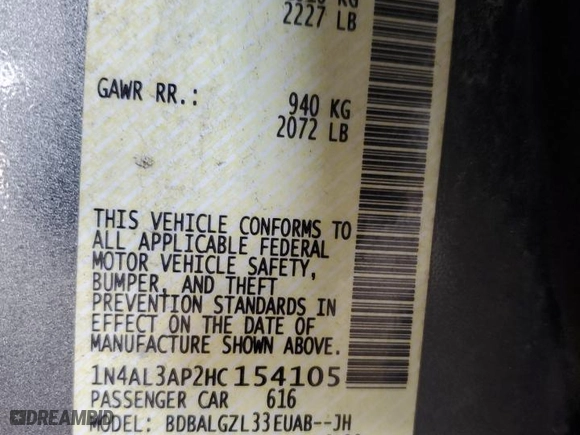 2227 LB
GAWR RR.: 940 KG
2072 LB
THIS VEHICLE CONFORMS TO
ALL APPLICABLE FEDERAL
MOTOR VEHICLE SAFETY,
BUMPER, AND THEFT
PREVENTION STANDARDS IN
EFFECT ON THE DATE OF
MANUFACTURE SHOWN ABOVE.
1N4AL3AP2HC154105
PASSENGER CAR 616
MODEL: BDBALGZL33EUAB--JH
DREAMBID